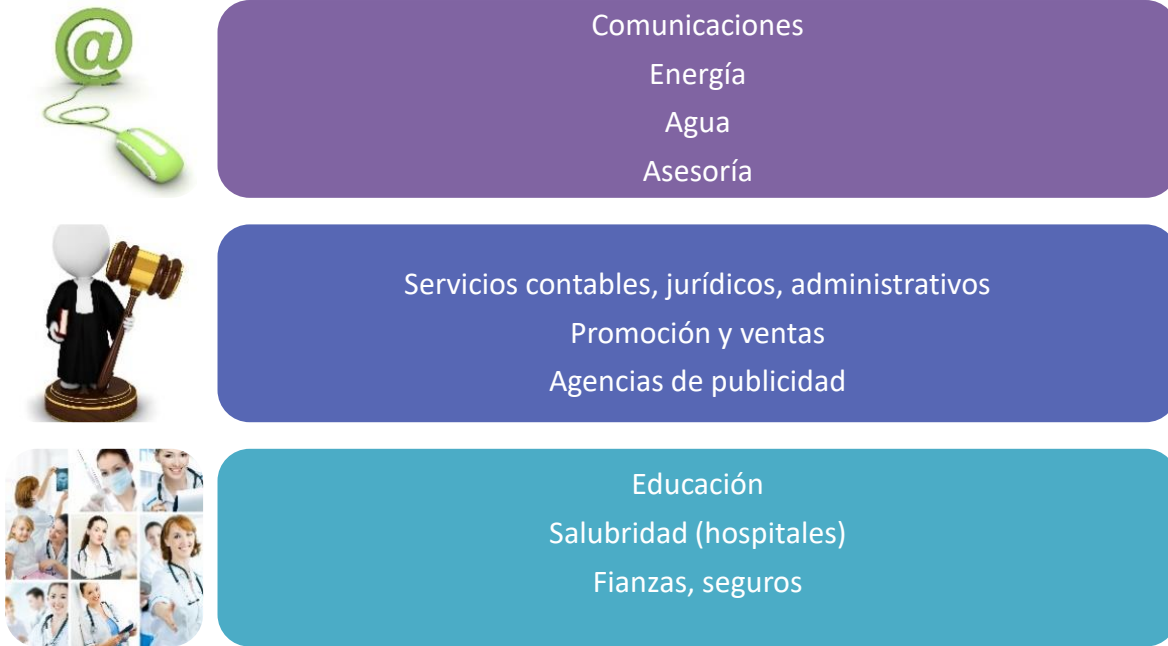 Comunicaciones
Energía
Agua
Asesoría
Servicios contables, jurídicos, administrativos
Promoción y ventas
Agencias de publicidad
Educación
Salubridad (hospitales)
Fianzas, seguros